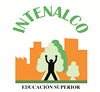 INTENALCO
EDUCACIÓN SUPERIOR